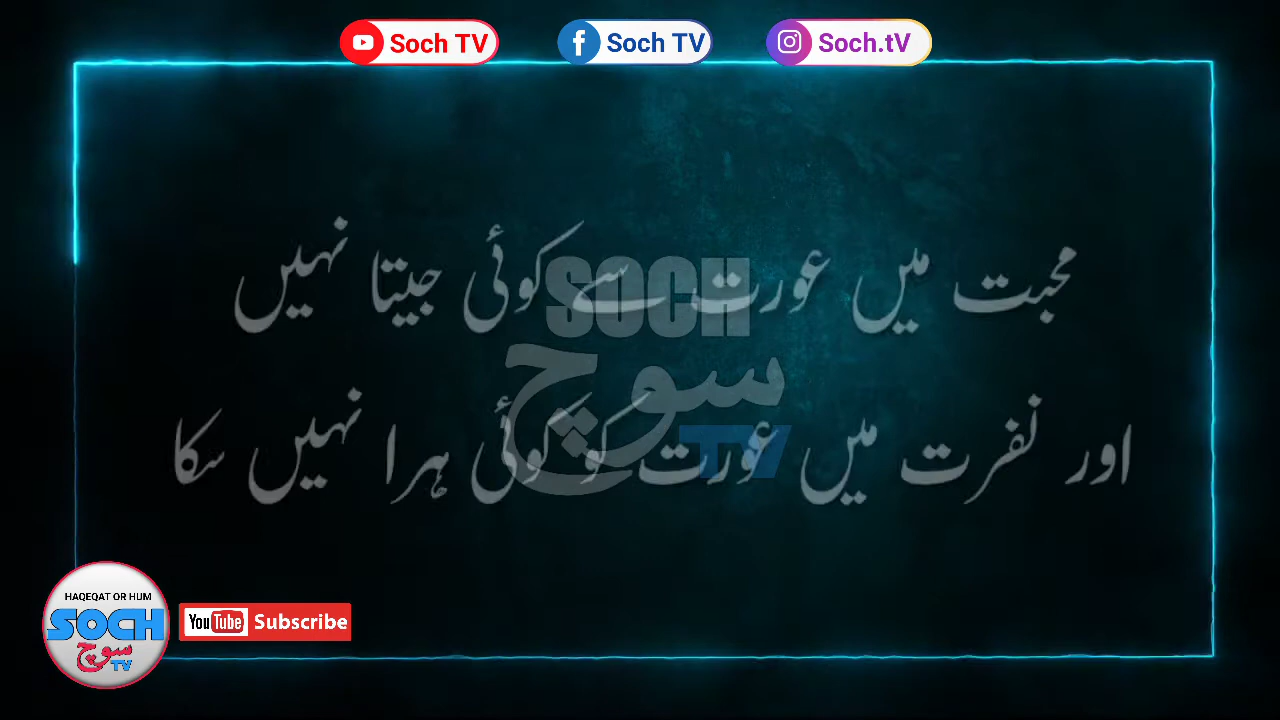 Soch TV Soch TV Soch.tV
محبت میں عورت سے کوئی جیتا نہیں
SOCH
سوچ
TV
اور نفرت میں عورت کو کوئی ہرا نہیں سکا
HAQEQAT OR HUM
SOCH
سوچ
TV
YouTube Subscribe